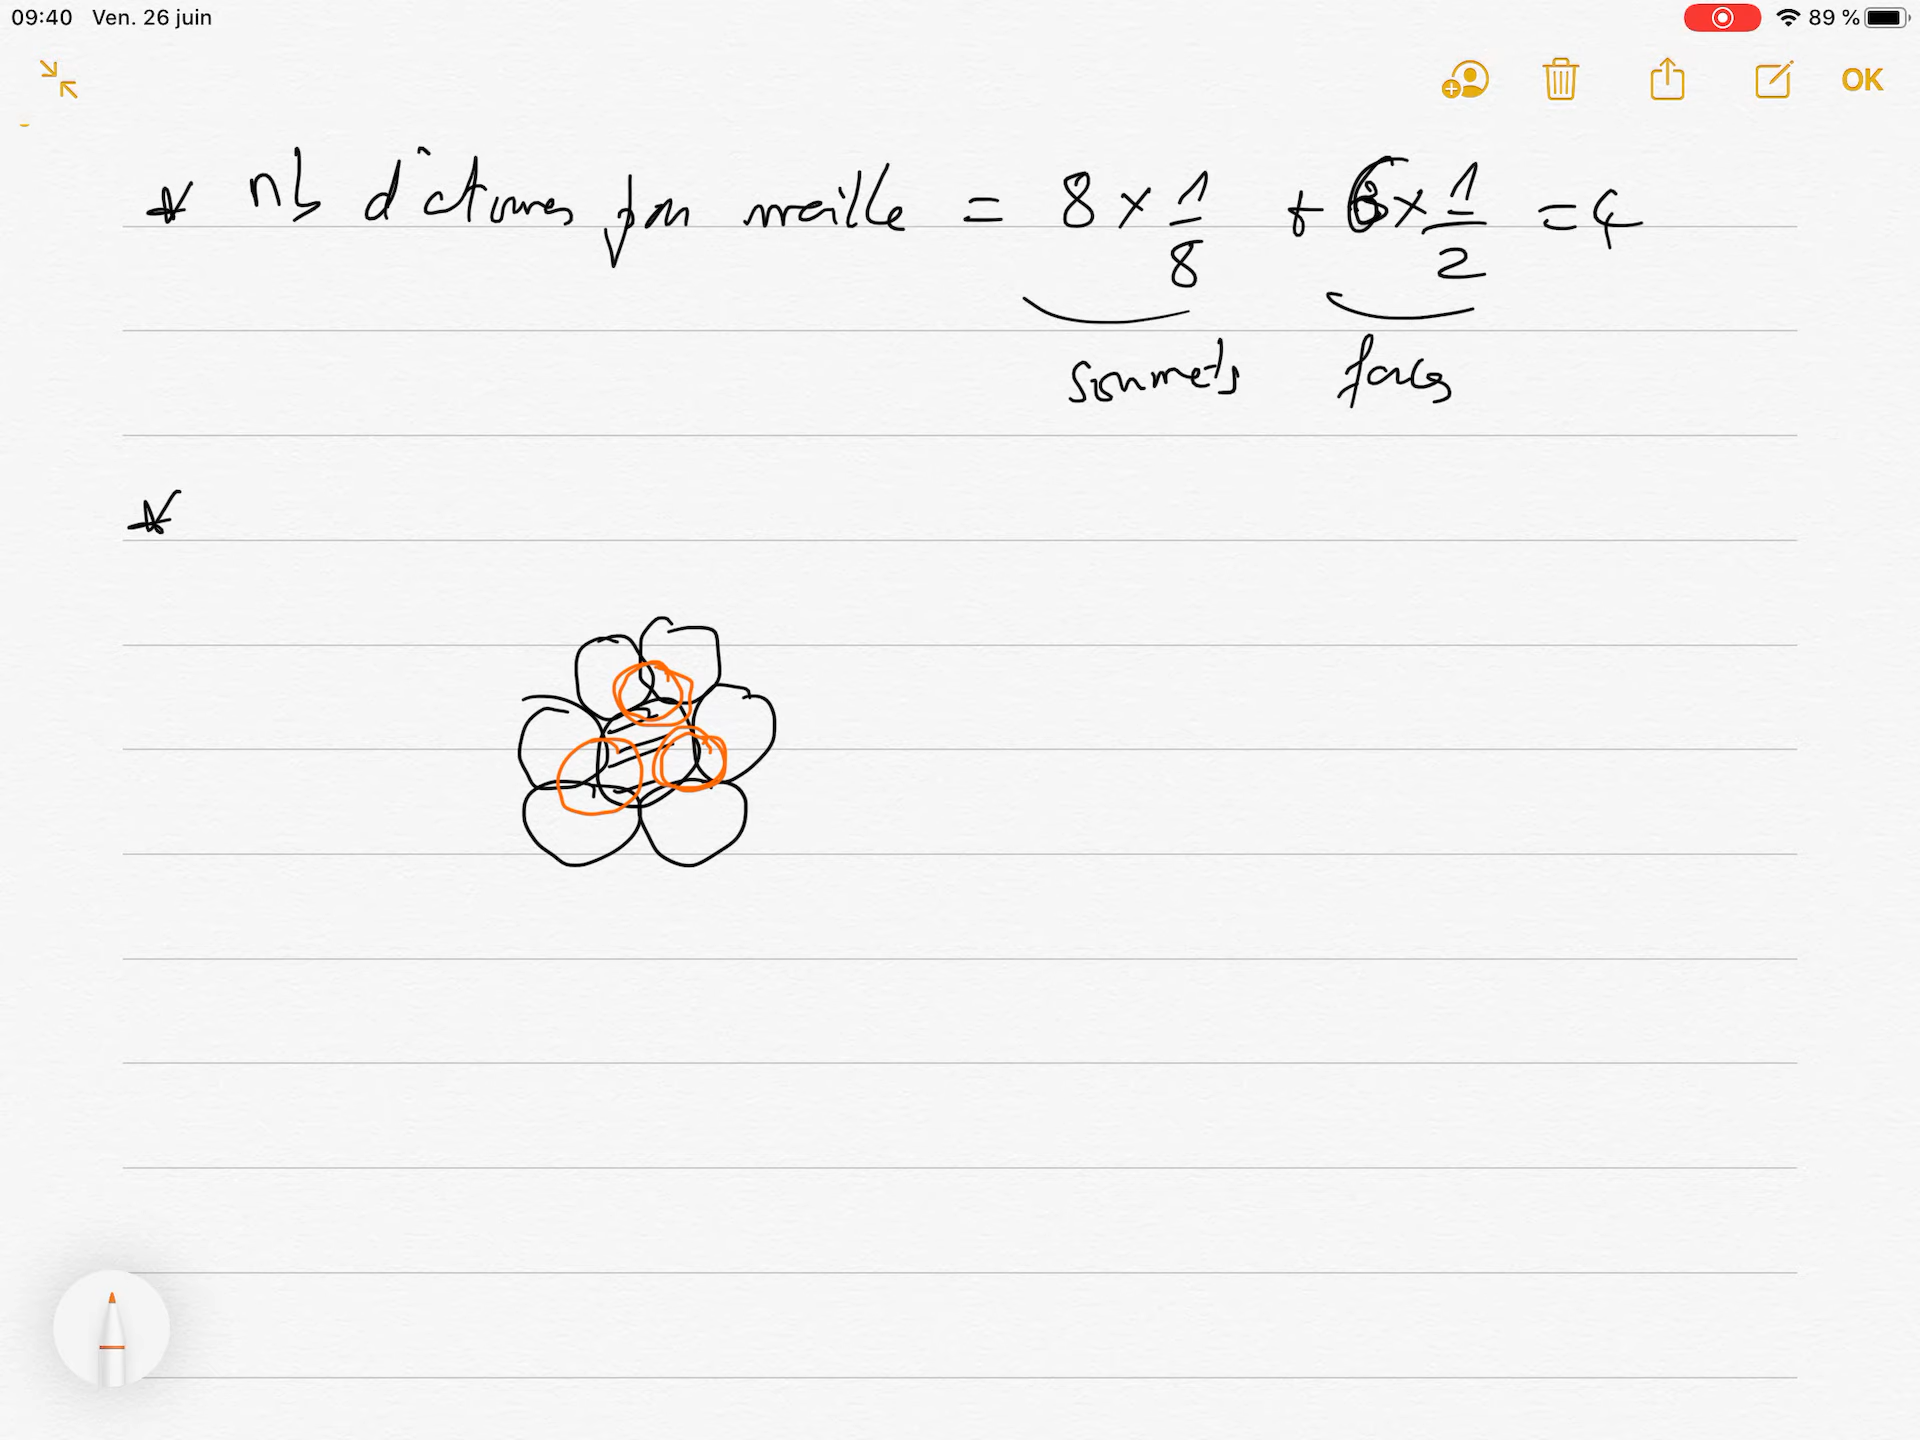 09:40 Ven. 26 juin 89 %
OK
* nb d'atomes par maille = 8 × 1/8 + 6 × 1/2 = 4
sommets faces
*